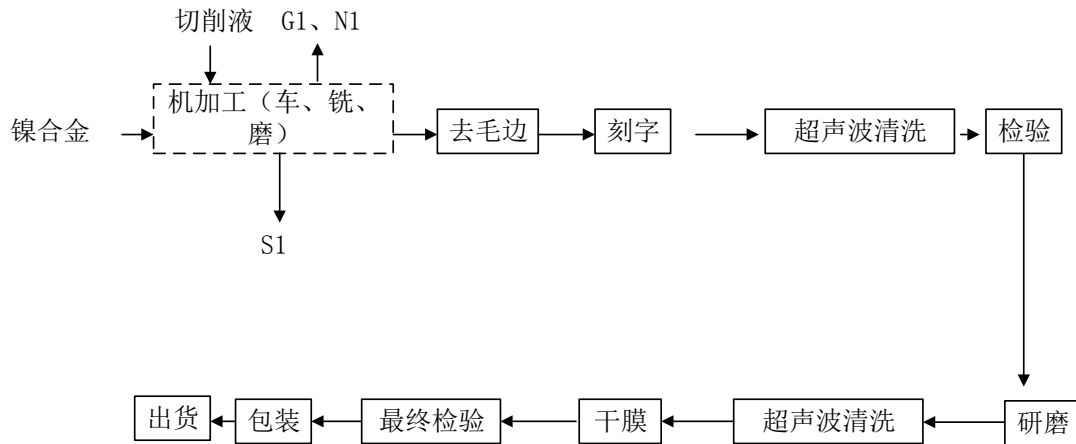 切削液 G1、N1
镍合金
机加工（车、铣、
磨）
去毛边
刻字
超声波清洗
检验
S1
出货
包装
最终检验
干膜
超声波清洗
研磨